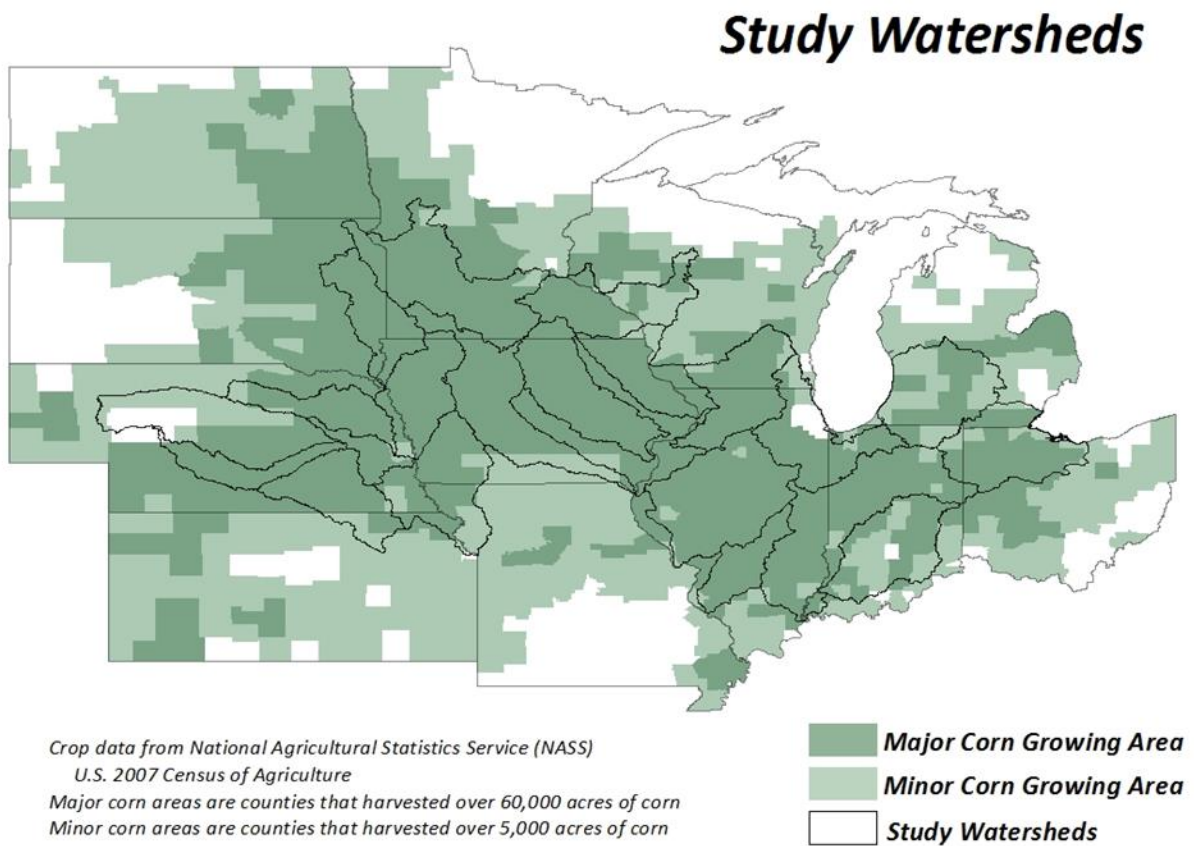 Study Watersheds
Crop data from National Agricultural Statistics Service (NASS)
U.S. 2007 Census of Agriculture
Major corn areas are counties that harvested over 60,000 acres of corn
Minor corn areas are counties that harvested over 5,000 acres of corn
Major Corn Growing Area
Minor Corn Growing Area
Study Watersheds